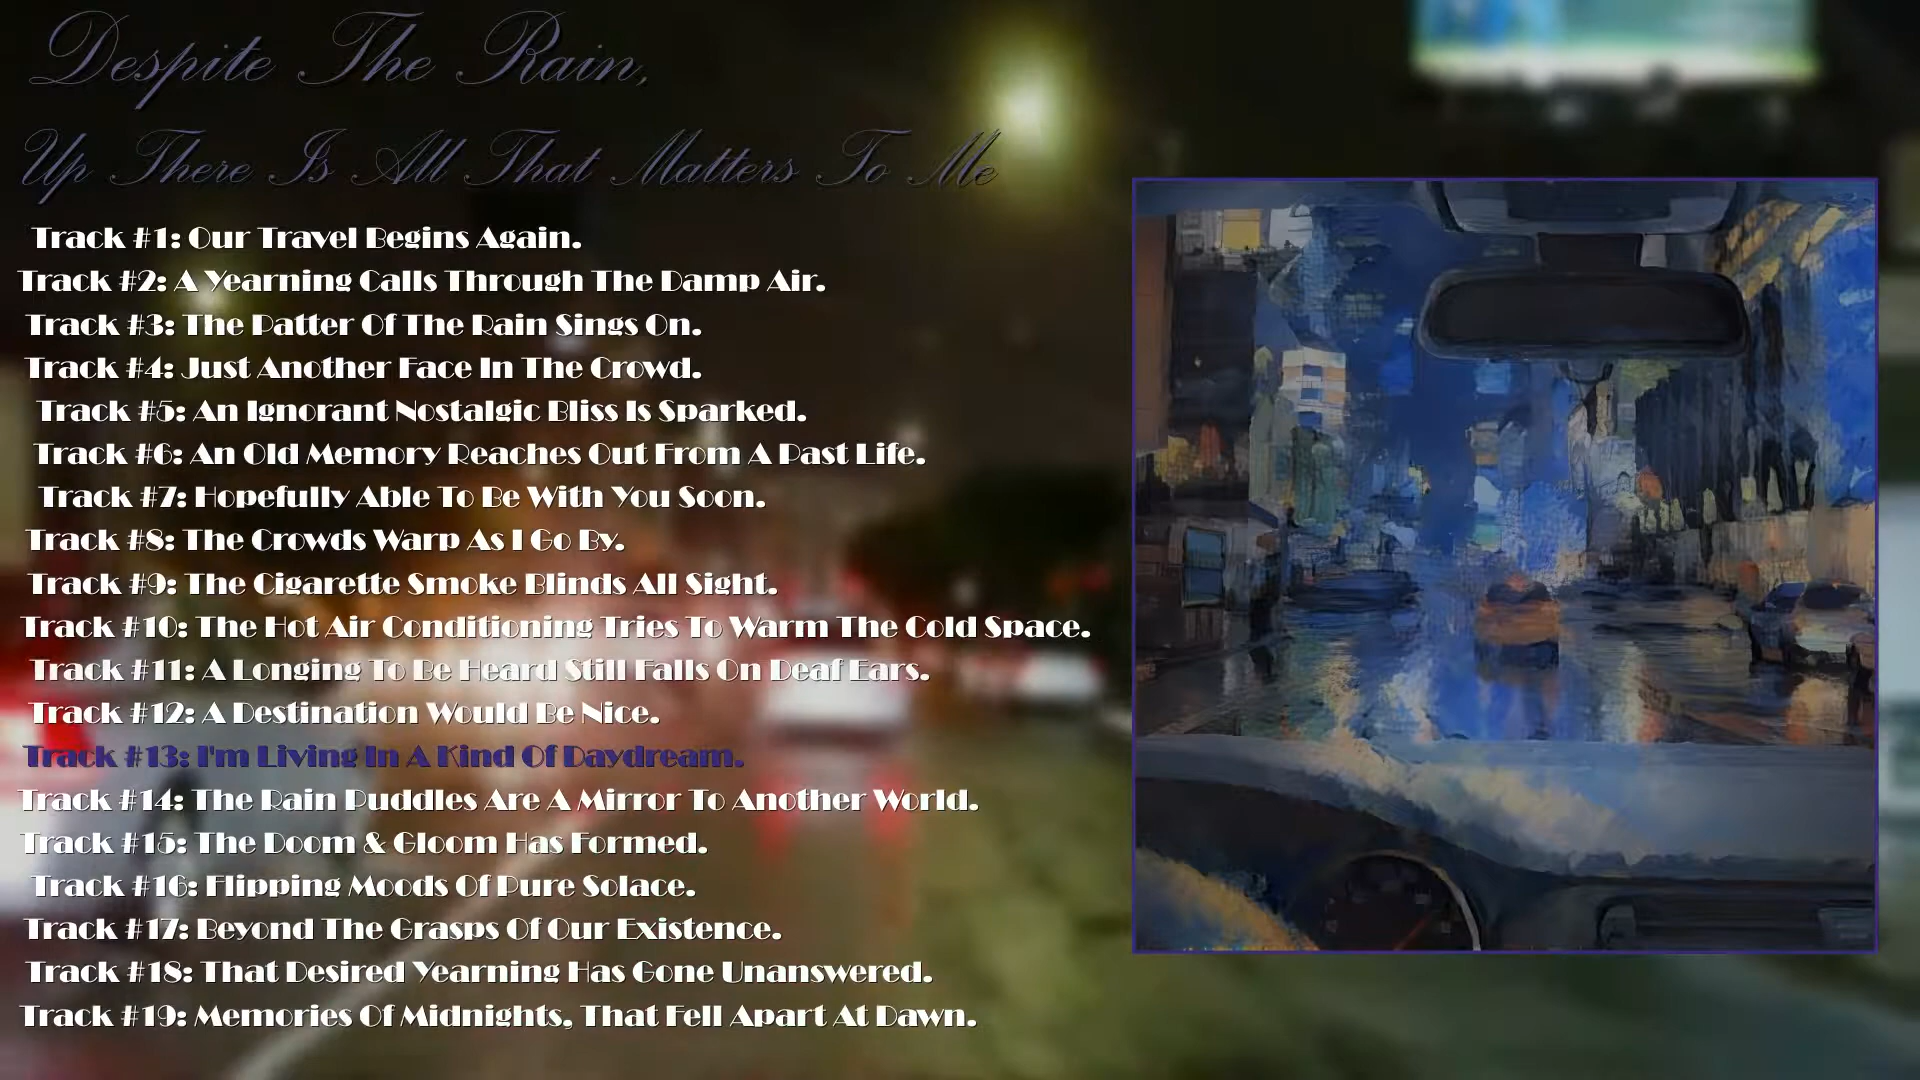 Despite The Rain,
Up There Is All That Matters To Me
Track #1: Our Travel Begins Again.
Track #2: A Yearning Calls Through The Damp Air.
Track #3: The Patter Of The Rain Sings On.
Track #4: Just Another Face In The Crowd.
Track #5: An Ignorant Nostalgic Bliss Is Sparked.
Track #6: An Old Memory Reaches Out From A Past Life.
Track #7: Hopefully Able To Be With You Soon.
Track #8: The Crowds Warp As I Go By.
Track #9: The Cigarette Smoke Blinds All Sight.
Track #10: The Hot Air Conditioning Tries To Warm The Cold Space.
Track #11: A Longing To Be Heard Still Falls On Deaf Ears.
Track #12: A Destination Would Be Nice.
Track #13: I'm Living In A Kind Of Daydream.
Track #14: The Rain Puddles Are A Mirror To Another World.
Track #15: The Doom & Gloom Has Formed.
Track #16: Flipping Moods Of Pure Solace.
Track #17: Beyond The Grasps Of Our Existence.
Track #18: That Desired Yearning Has Gone Unanswered.
Track #19: Memories Of Midnights, That Fell Apart At Dawn.